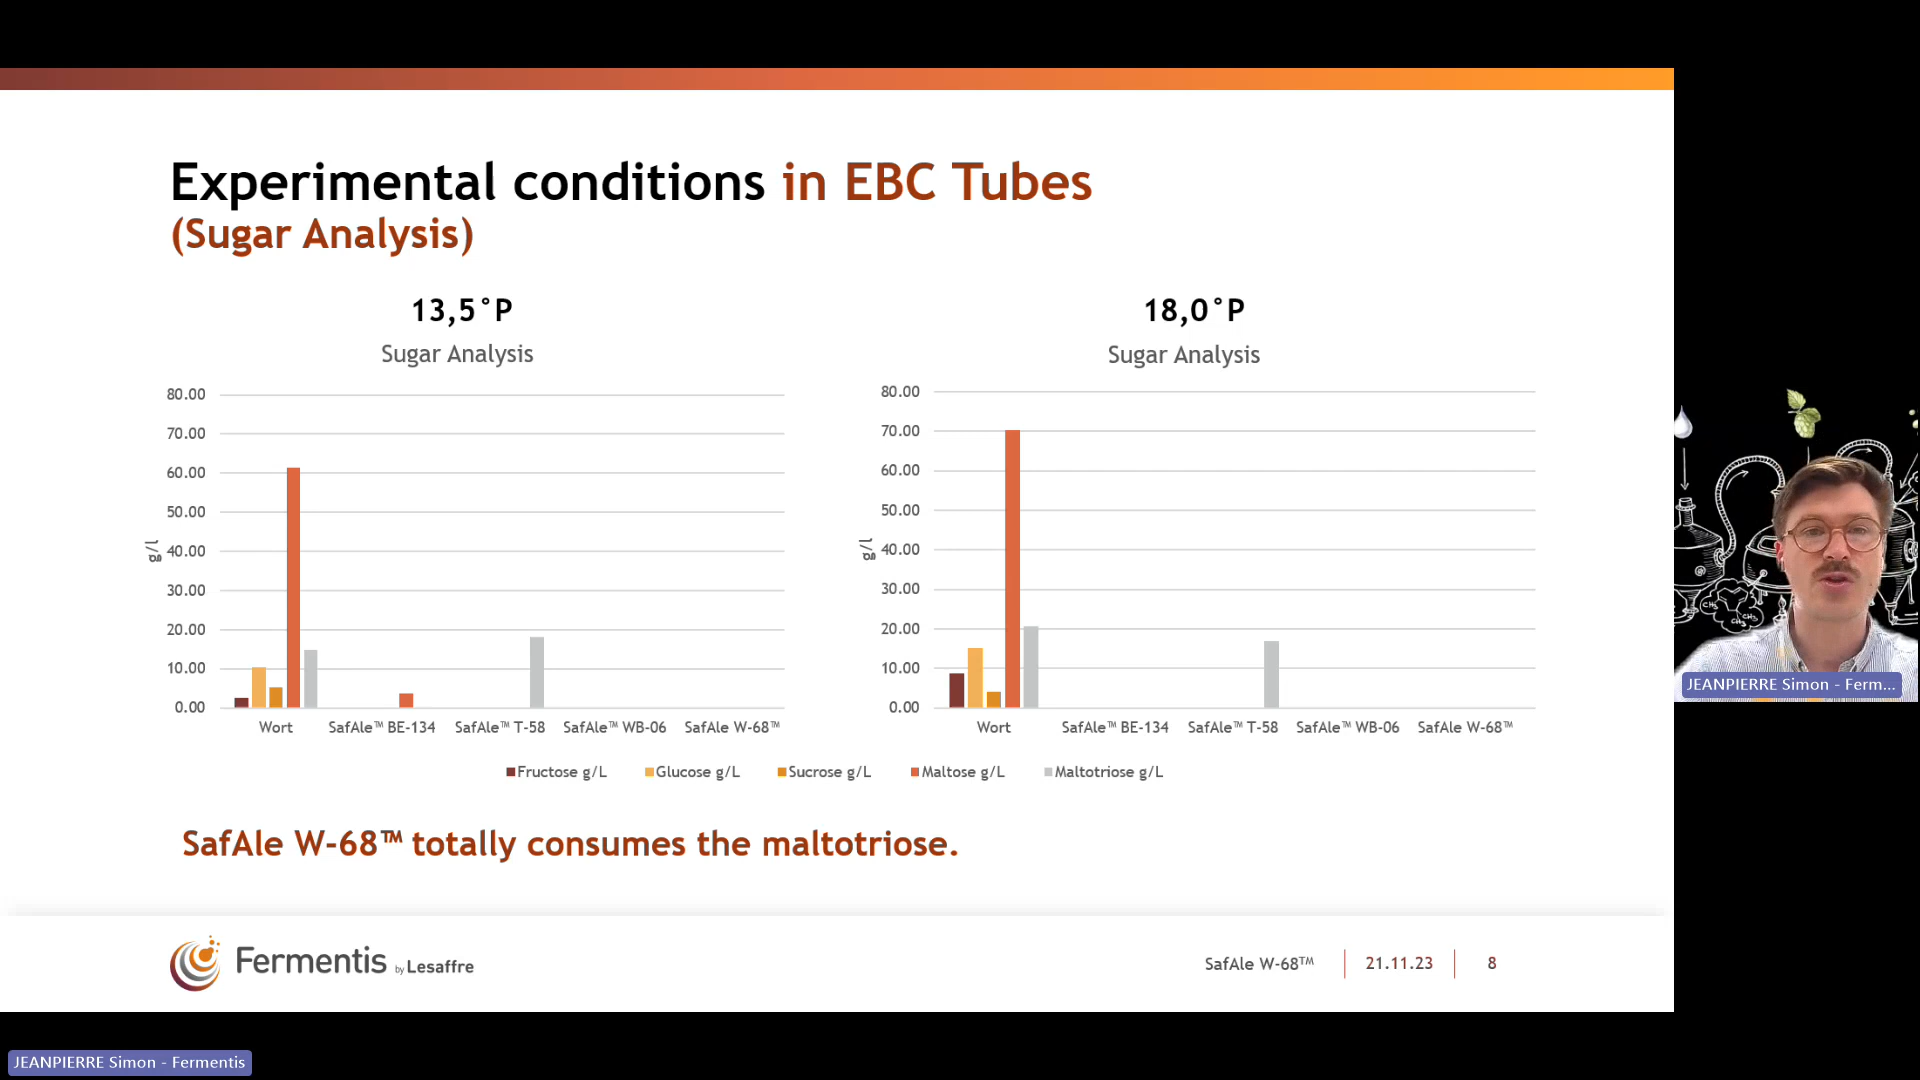 Experimental conditions in EBC Tubes
(Sugar Analysis)
13,5°P
Sugar Analysis
80.00
70.00
60.00
50.00
40.00
30.00
20.00
10.00
0.00
g/l
Wort
SafAle™ BE-134
SafAle™ T-58
SafAle™ WB-06
SafAle W-68™
18,0°P
Sugar Analysis
80.00
70.00
60.00
50.00
40.00
30.00
20.00
10.00
0.00
g/l
Wort
SafAle™ BE-134
SafAle™ T-58
SafAle™ WB-06
SafAle W-68™
Fructose g/L
Glucose g/L
Sucrose g/L
Maltose g/L
Maltotriose g/L
SafAle W-68™ totally consumes the maltotriose.
Fermentis by Lesaffre
SafAle W-68™
21.11.23
8
CH₃
CH₃
CH₃
JEANPIERRE Simon - Ferm...
JEANPIERRE Simon - Fermentis